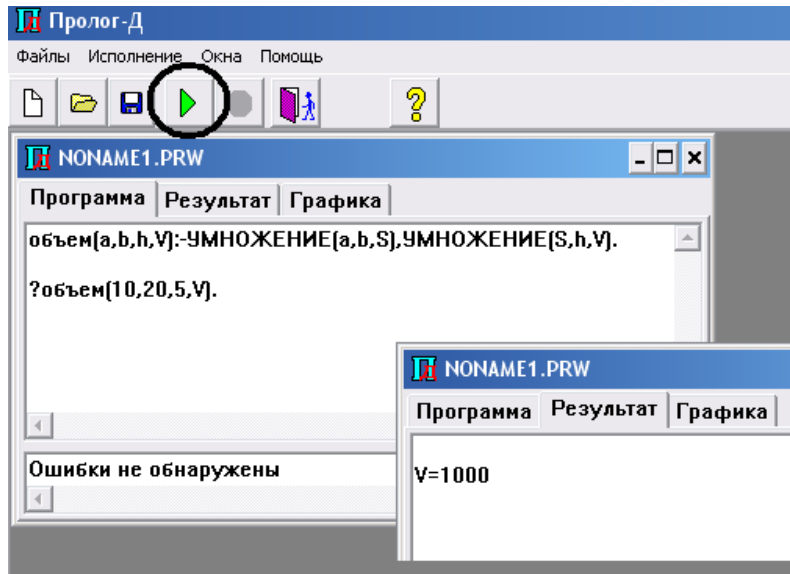 Пролог-Д
Файлы Исполнение Окна Помощь
NONAME1.PRW
Программа Результат Графика
объем(a,b,h,V):-УМНОЖЕНИЕ(a,b,S),УМНОЖЕНИЕ(S,h,V).
?объем(10,20,5,V).
Ошибки не обнаружены
NONAME1.PRW
Программа Результат Графика
V=1000